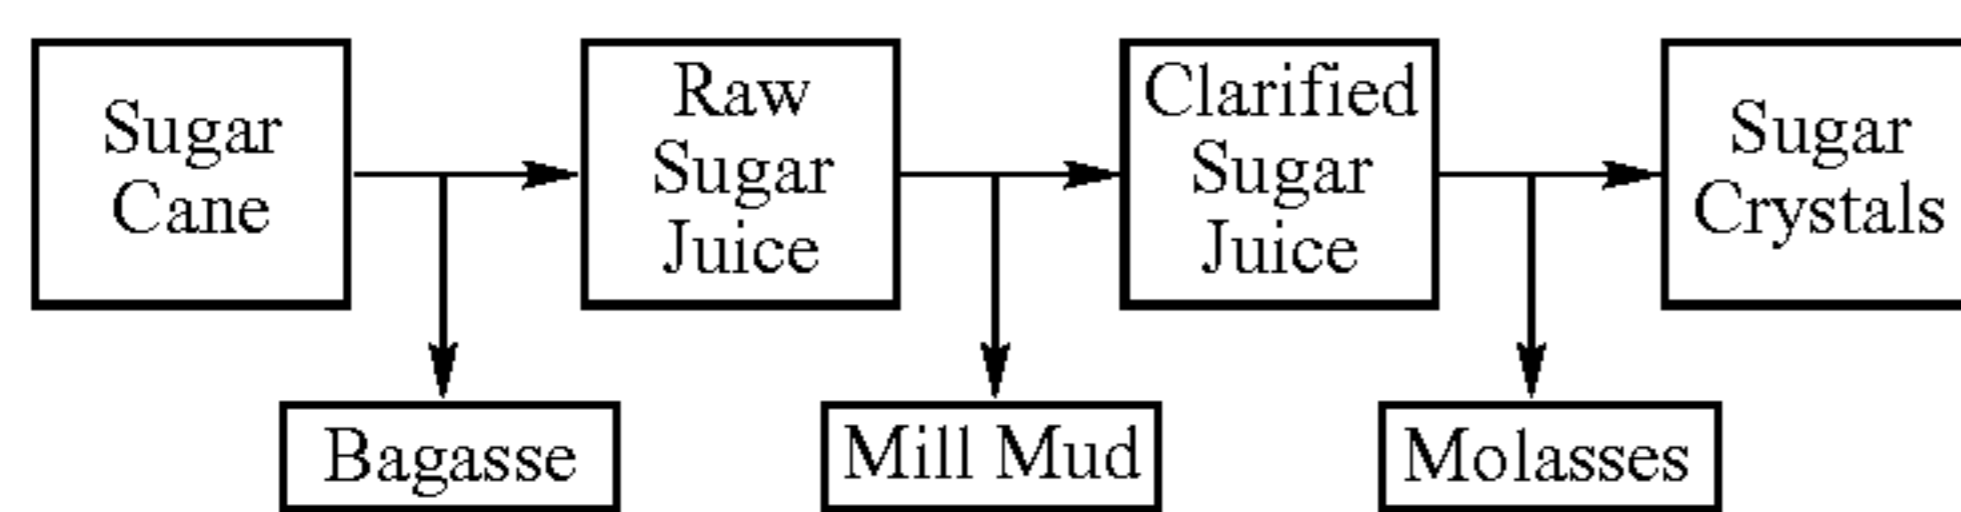 Sugar
Cane
Raw
Sugar
Juice
Clarified
Sugar
Juice
Sugar
Crystals
Bagasse
Mill Mud
Molasses